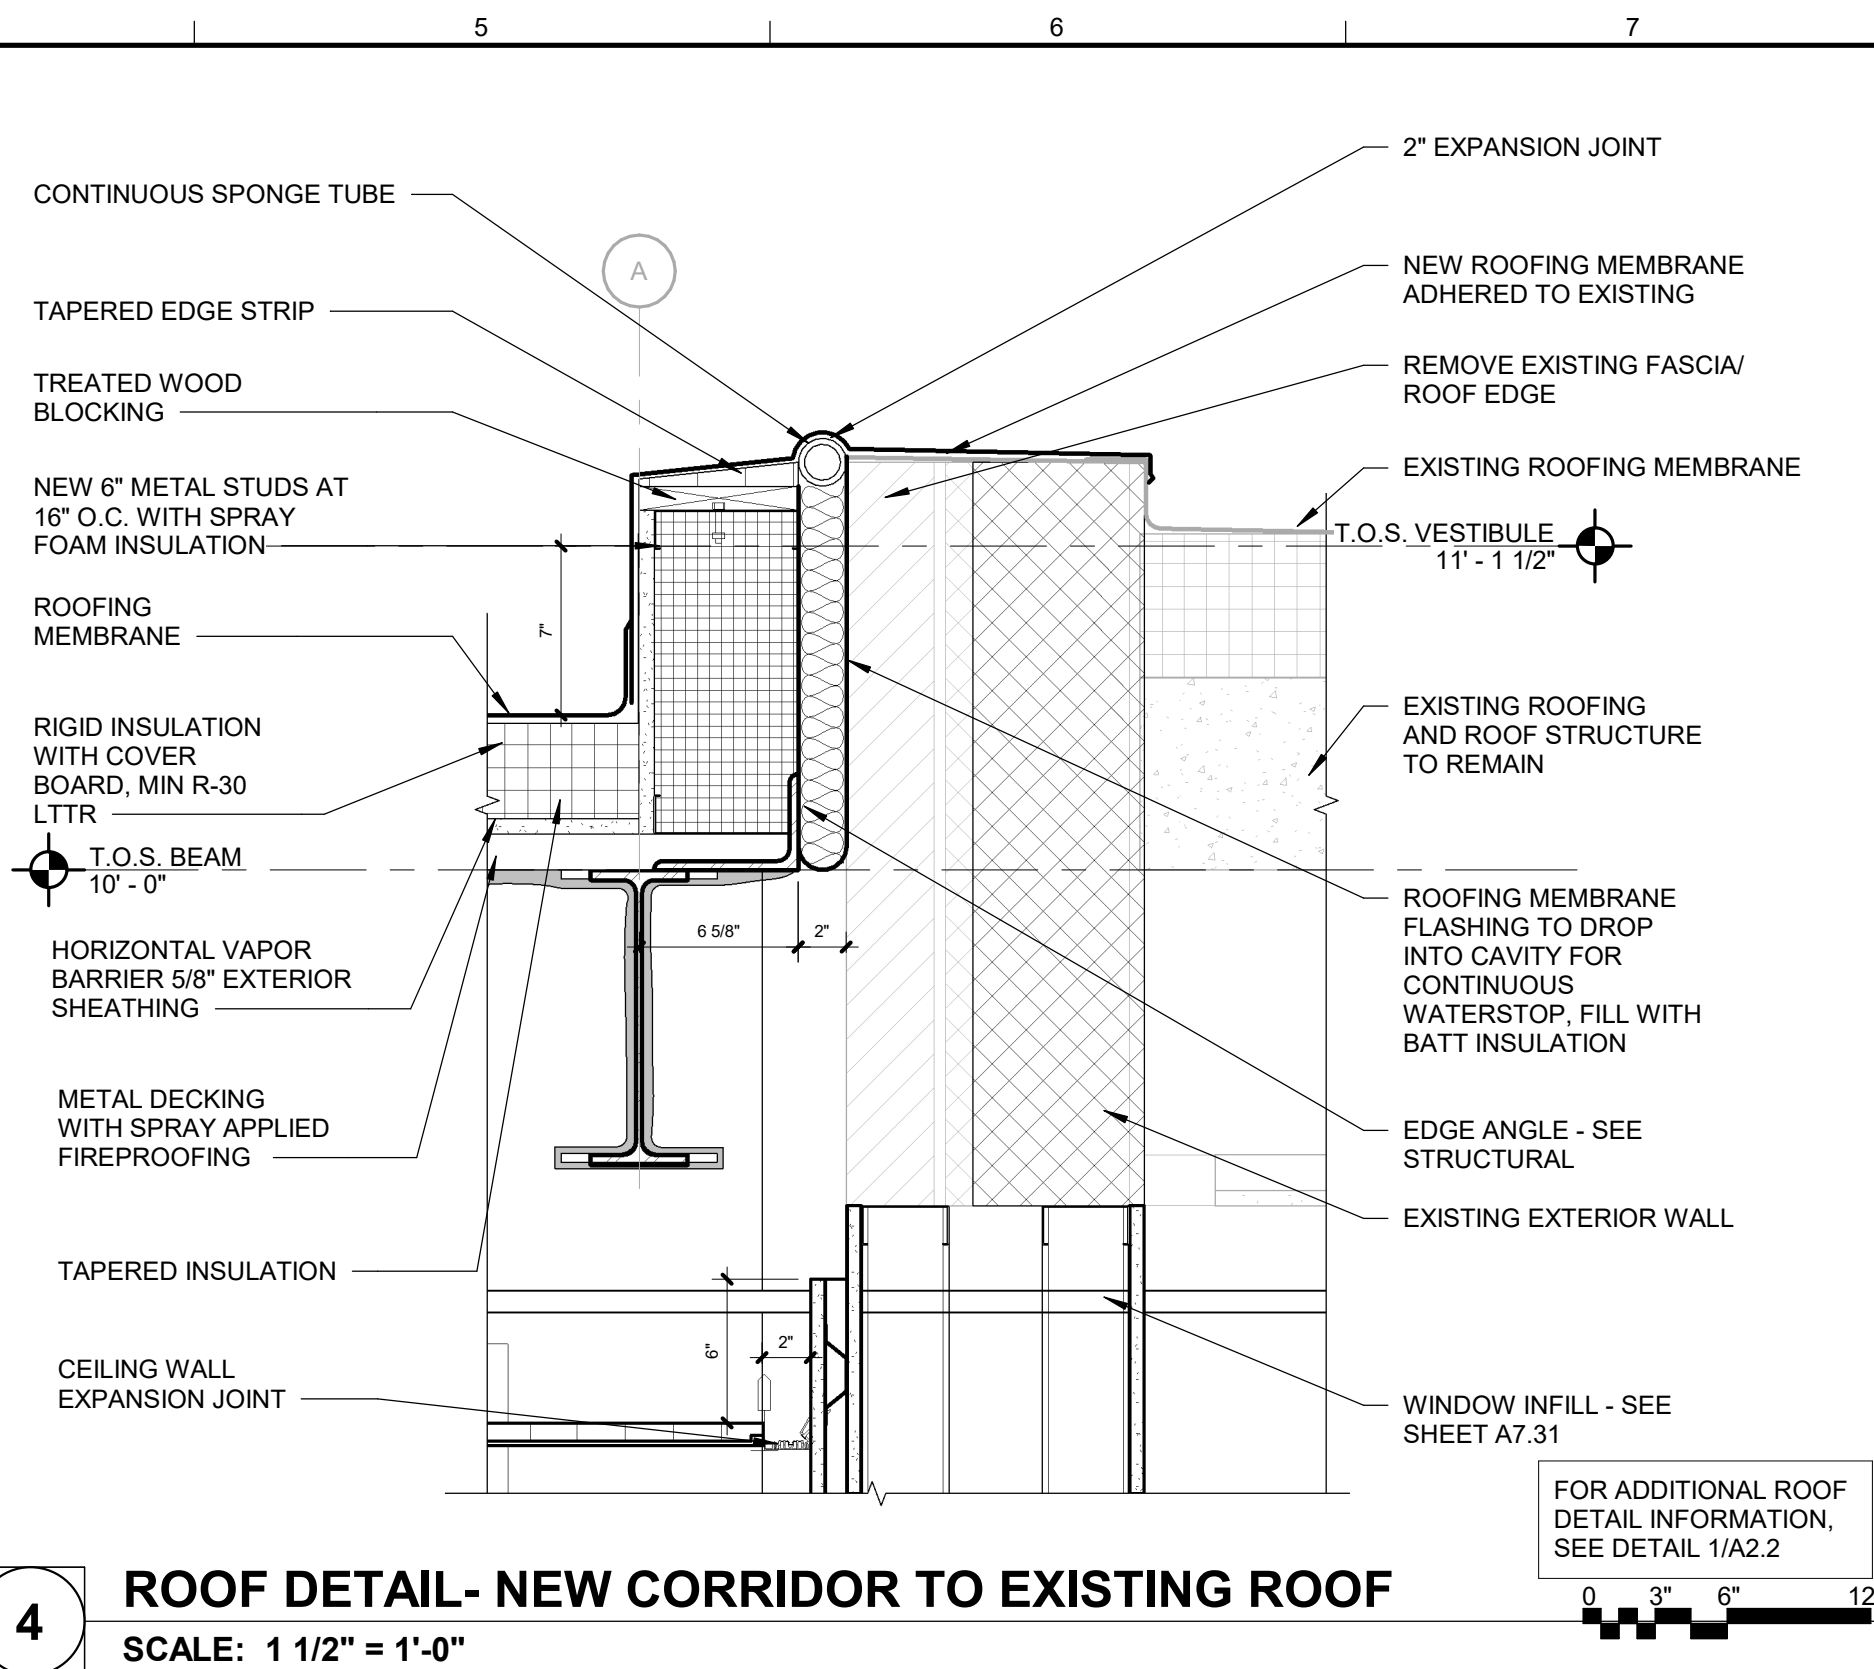 5
6
7
CONTINUOUS SPONGE TUBE
TAPERED EDGE STRIP
TREATED WOOD
BLOCKING
NEW 6" METAL STUDS AT
16" O.C. WITH SPRAY
FOAM INSULATION
ROOFING
MEMBRANE
RIGID INSULATION
WITH COVER
BOARD, MIN R-30
LTTR
T.O.S. BEAM
10' - 0"
HORIZONTAL VAPOR
BARRIER 5/8" EXTERIOR
SHEATHING
METAL DECKING
WITH SPRAY APPLIED
FIREPROOFING
TAPERED INSULATION
CEILING WALL
EXPANSION JOINT
A
7"
6 5/8"
2"
6"
2"
2" EXPANSION JOINT
NEW ROOFING MEMBRANE
ADHERED TO EXISTING
REMOVE EXISTING FASCIA/
ROOF EDGE
EXISTING ROOFING MEMBRANE
T.O.S. VESTIBULE
11' - 1 1/2"
EXISTING ROOFING
AND ROOF STRUCTURE
TO REMAIN
ROOFING MEMBRANE
FLASHING TO DROP
INTO CAVITY FOR
CONTINUOUS
WATERSTOP, FILL WITH
BATT INSULATION
EDGE ANGLE - SEE
STRUCTURAL
EXISTING EXTERIOR WALL
WINDOW INFILL - SEE
SHEET A7.31
FOR ADDITIONAL ROOF
DETAIL INFORMATION,
SEE DETAIL 1/A2.2
0 3" 6" 12
4
ROOF DETAIL- NEW CORRIDOR TO EXISTING ROOF
SCALE: 1 1/2" = 1'-0"